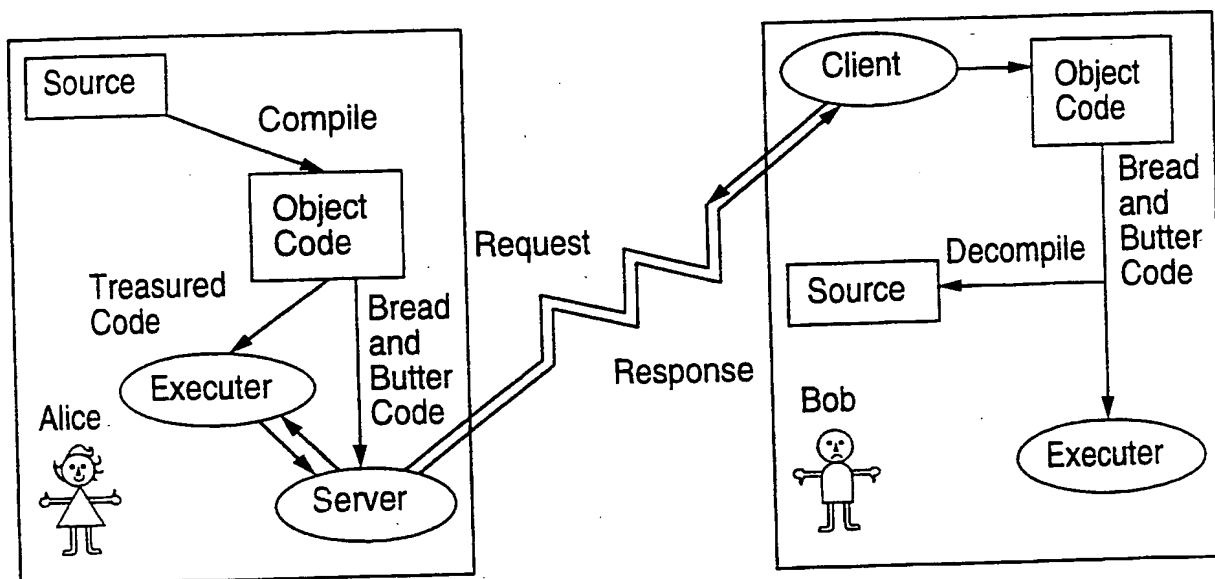 Source
Compile
Object
Code
Treasured
Code
Bread
and
Butter
Code
Executer
Alice
Server
Request
Response
Client
Object
Code
Bread
and
Butter
Code
Decompile
Source
Bob
Executer